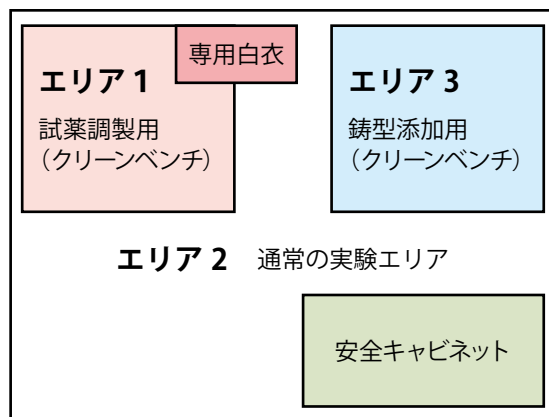 専用白衣
エリア 1
試薬調製用
（クリーンベンチ）
エリア 3
鋳型添加用
（クリーンベンチ）
エリア 2 通常の実験エリア
安全キャビネット